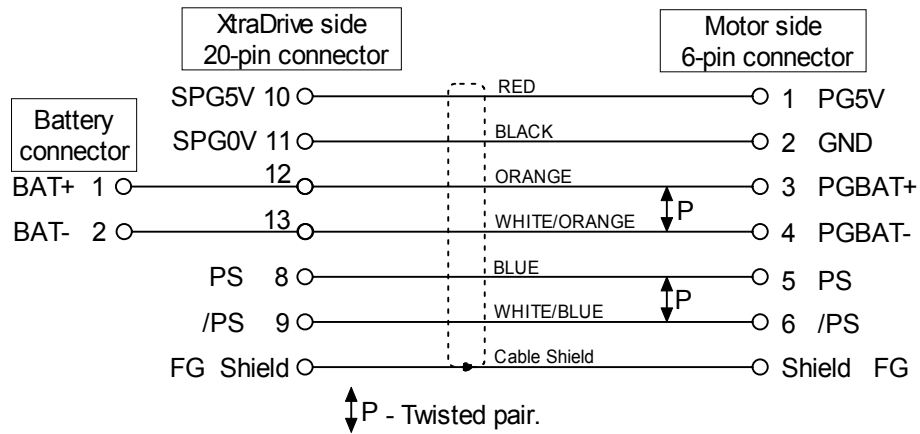 XtraDrive side
20-pin connector
Motor side
6-pin connector
Battery
connector
SPG5V 10 RED 1 PG5V
SPG0V 11 BLACK 2 GND
BAT+ 1 12 ORANGE 3 PGBAT+
P
BAT- 2 13 WHITE/ORANGE 4 PGBAT-
PS 8 BLUE 5 PS
P
/PS 9 WHITE/BLUE 6 /PS
FG Shield Cable Shield Shield FG
P - Twisted pair.